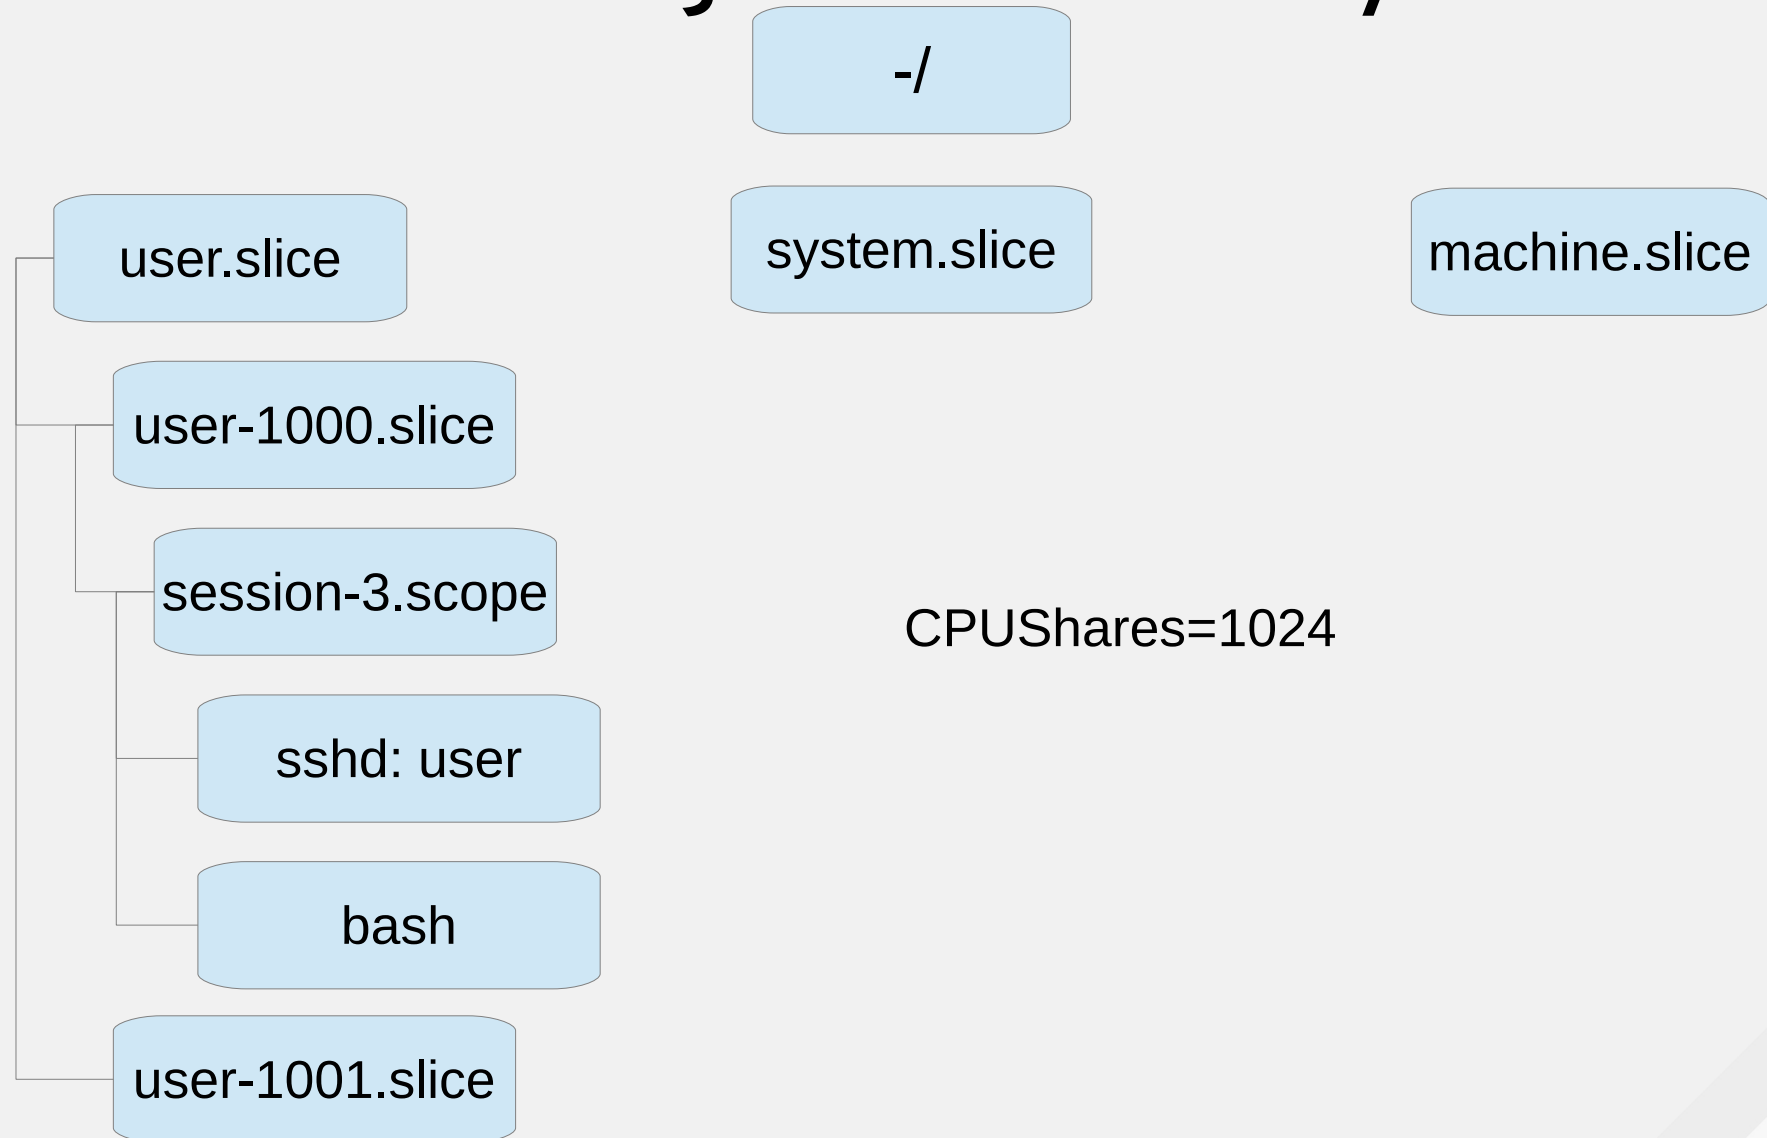 -/
user.slice
system.slice
machine.slice
user-1000.slice
session-3.scope
CPUShares=1024
sshd: user
bash
user-1001.slice